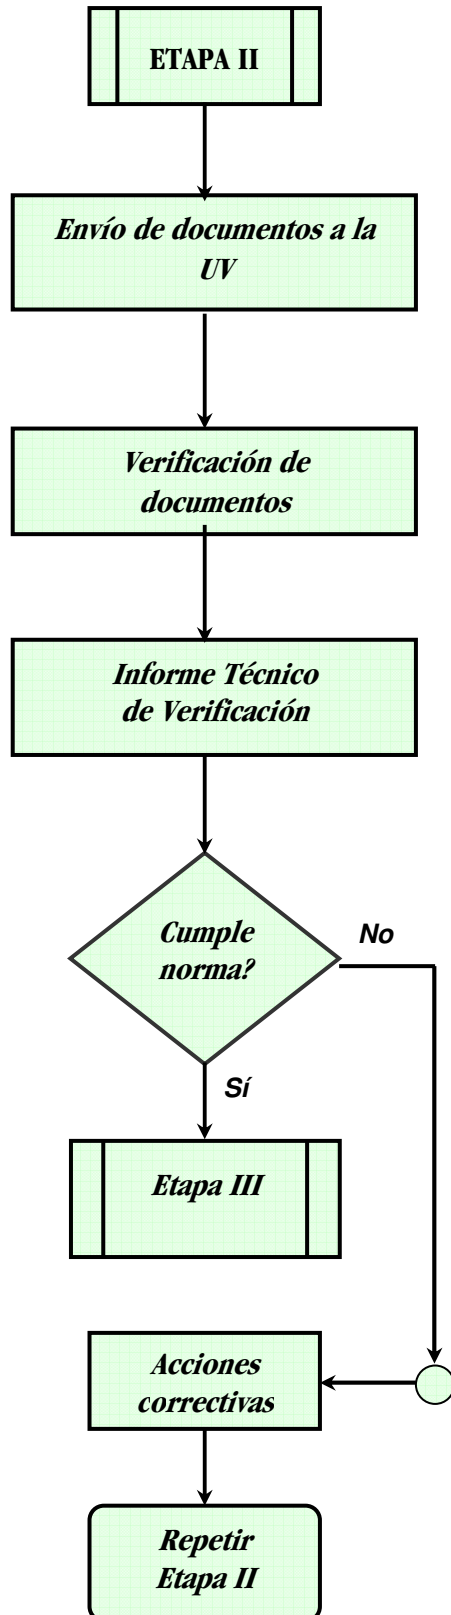 ETAPA II
Envío de documentos a la
UV
Verificación de
documentos
Informe Técnico
de Verificación
Cumple
norma?
No
Sí
Etapa III
Acciones
correctivas
Repetir
Etapa II